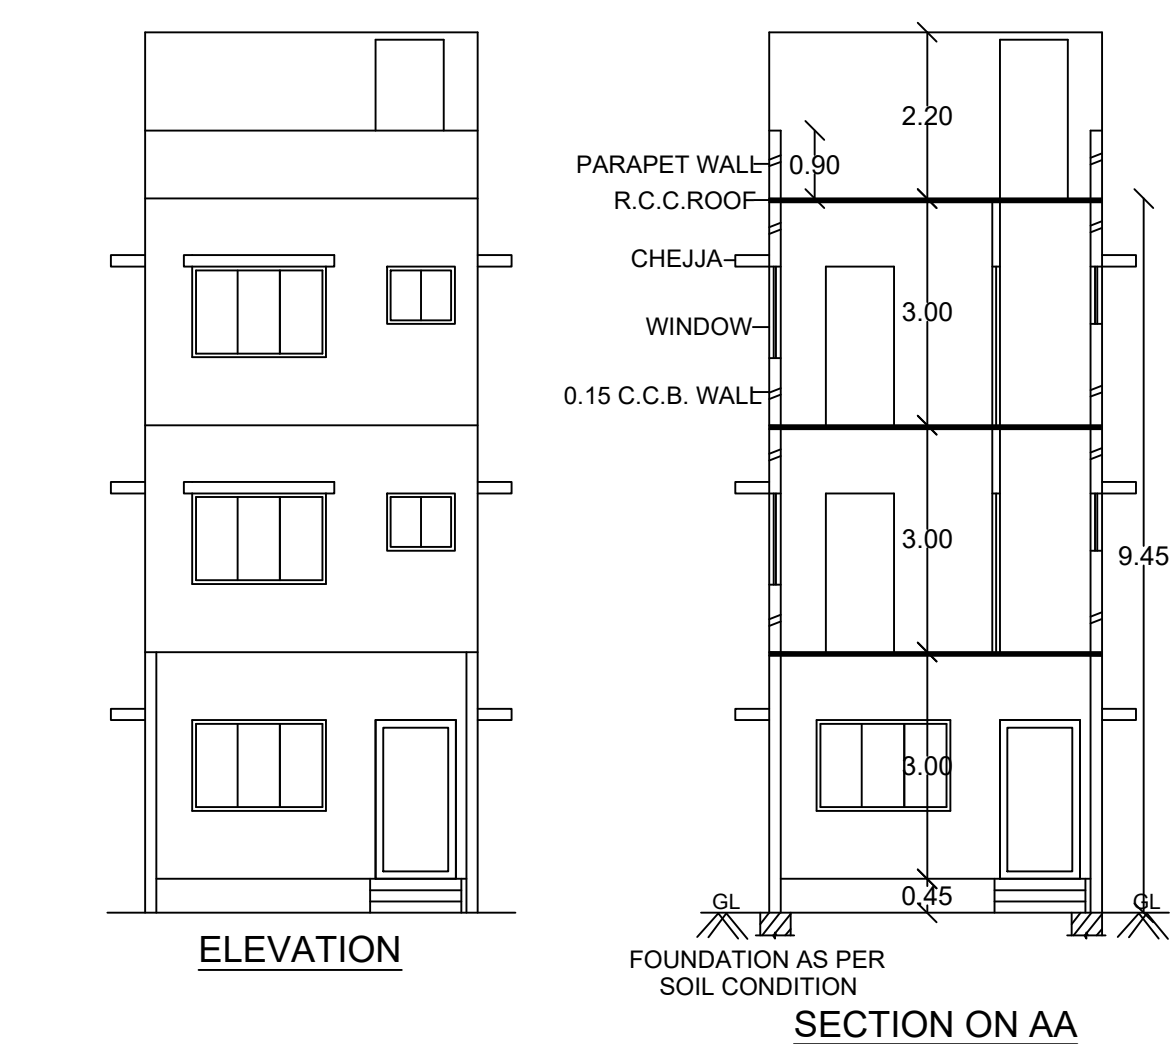 2.20
PARAPET WALL
0.90
R.C.C.ROOF
CHEJJA
3.00
WINDOW
0.15 C.C.B. WALL
3.00
9.45
3.00
0.45
GL
GL
ELEVATION
FOUNDATION AS PER
SOIL CONDITION
SECTION ON AA